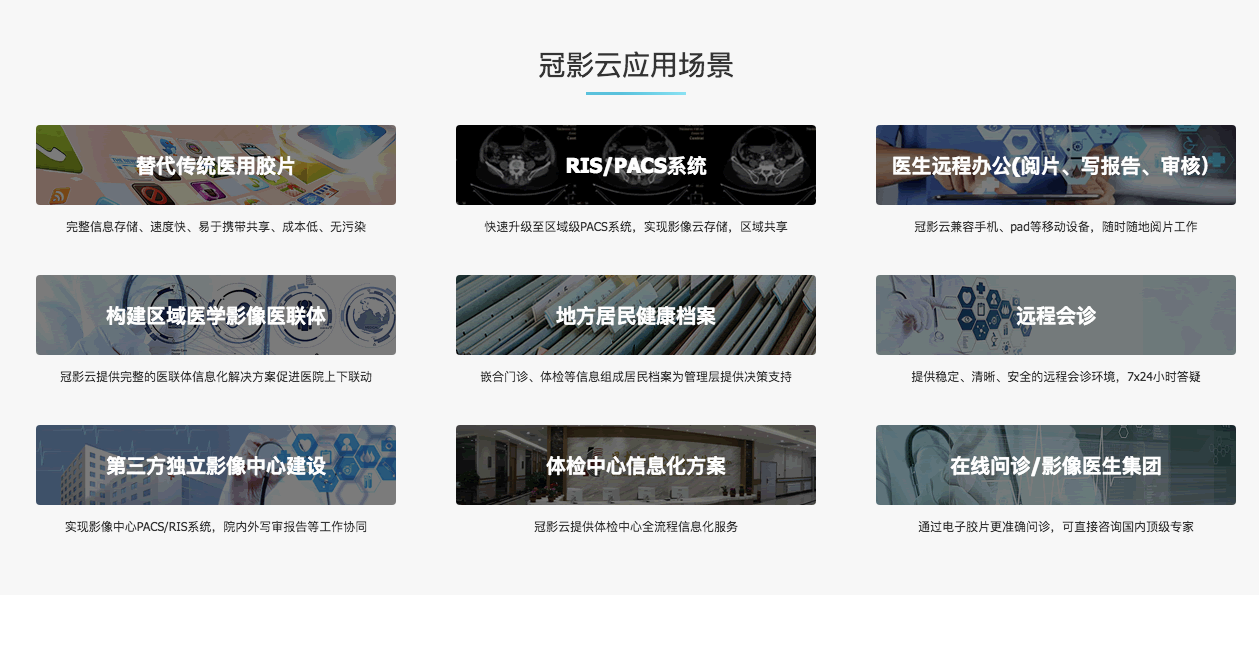 冠影云应用场景
替代传统医用胶片
RIS/PACS系统
医生远程办公(阅片、写报告、审核)
完整信息存储、速度快、易于携带共享、成本低、无污染
快速升级至区域级PACS系统，实现影像云存储，区域共享
冠影云兼容手机、pad等移动设备，随时随地阅片工作
构建区域医学影像医联体
地方居民健康档案
远程会诊
冠影云提供完整的医联体信息化解决方案促进医院上下联动
嵌合门诊、体检等信息组成居民档案为管理层提供决策支持
提供稳定、清晰、安全的远程会诊环境，7x24小时答疑
第三方独立影像中心建设
体检中心信息化方案
在线问诊/影像医生集团
实现影像中心PACS/RIS系统，院内外写审报告等工作协同
冠影云提供体检中心全流程信息化服务
通过电子胶片更准确问诊，可直接咨询国内顶级专家